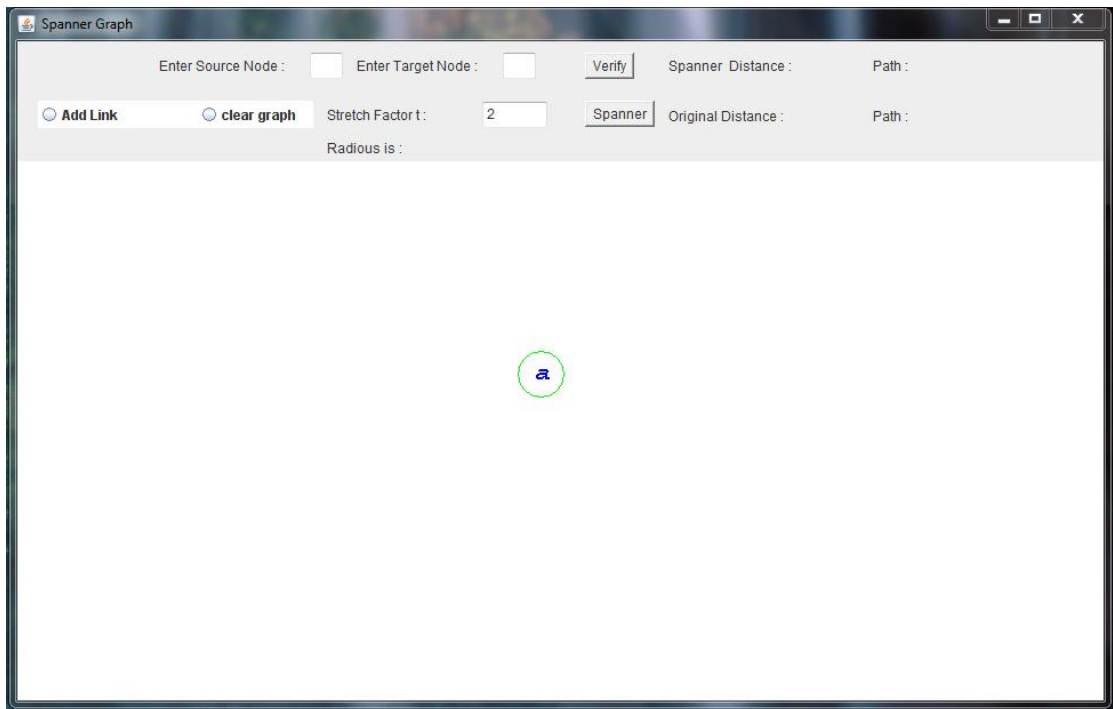 Spanner Graph
Enter Source Node : Enter Target Node : Verify Spanner Distance : Path :
Add Link clear graph Stretch Factor t : 2 Spanner Original Distance : Path :
Radious is :
a